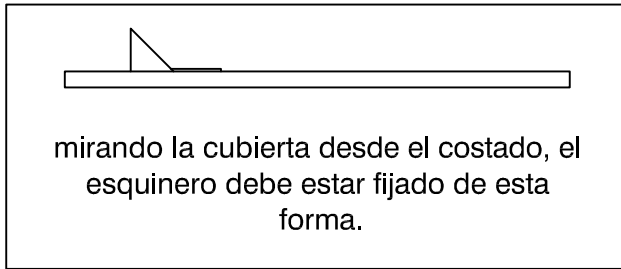 mirando la cubierta desde el costado, el
esquinero debe estar fijado de esta
forma.